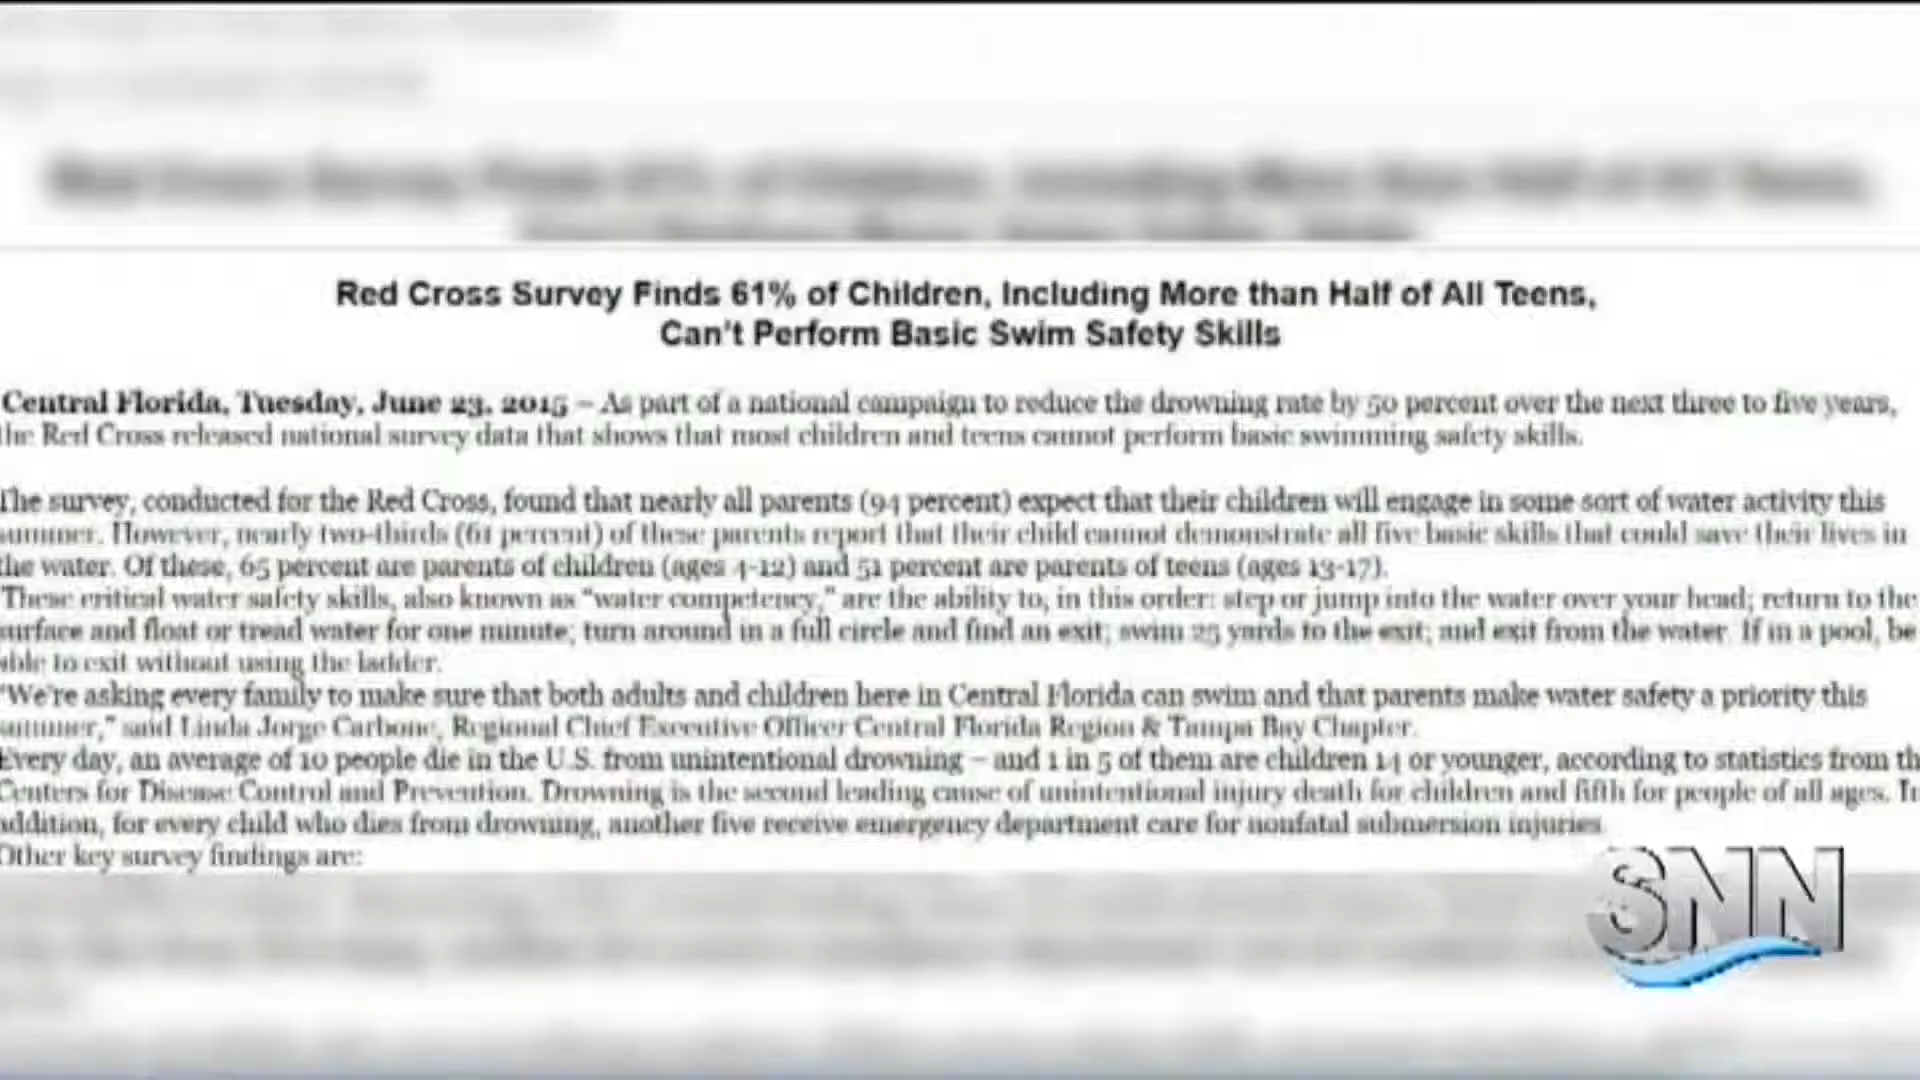 Red Cross Survey Finds 61% of Children, Including More than Half of All Teens,
Can't Perform Basic Swim Safety Skills
Central Florida, Tuesday, June 23, 2015 – As part of a national campaign to reduce the drowning rate by 50 percent over the next three to five years,
the Red Cross released national survey data that shows that most children and teens cannot perform basic swimming safety skills.
The survey, conducted for the Red Cross, found that nearly all parents (94 percent) expect that their children will engage in some sort of water activity this
summer. However, nearly two-thirds (61 percent) of these parents report that their child cannot demonstrate all five basic skills that could save their lives in
the water. Of these, 65 percent are parents of children (ages 4-12) and 51 percent are parents of teens (ages 13-17).
These critical water safety skills, also known as "water competency," are the ability to, in this order: step or jump into the water over your head; return to the
surface and float or tread water for one minute; turn around in a full circle and find an exit; swim 25 yards to the exit; and exit from the water. If in a pool, be
able to exit without using the ladder.
"We're asking every family to make sure that both adults and children here in Central Florida can swim and that parents make water safety a priority this
summer," said Linda Jorge Carbone, Regional Chief Executive Officer Central Florida Region & Tampa Bay Chapter.
Every day, an average of 10 people die in the U.S. from unintentional drowning – and 1 in 5 of them are children 14 or younger, according to statistics from th
Centers for Disease Control and Prevention. Drowning is the second leading cause of unintentional injury death for children and fifth for people of all ages. In
addition, for every child who dies from drowning, another five receive emergency department care for nonfatal submersion injuries.
Other key survey findings are:
SNN